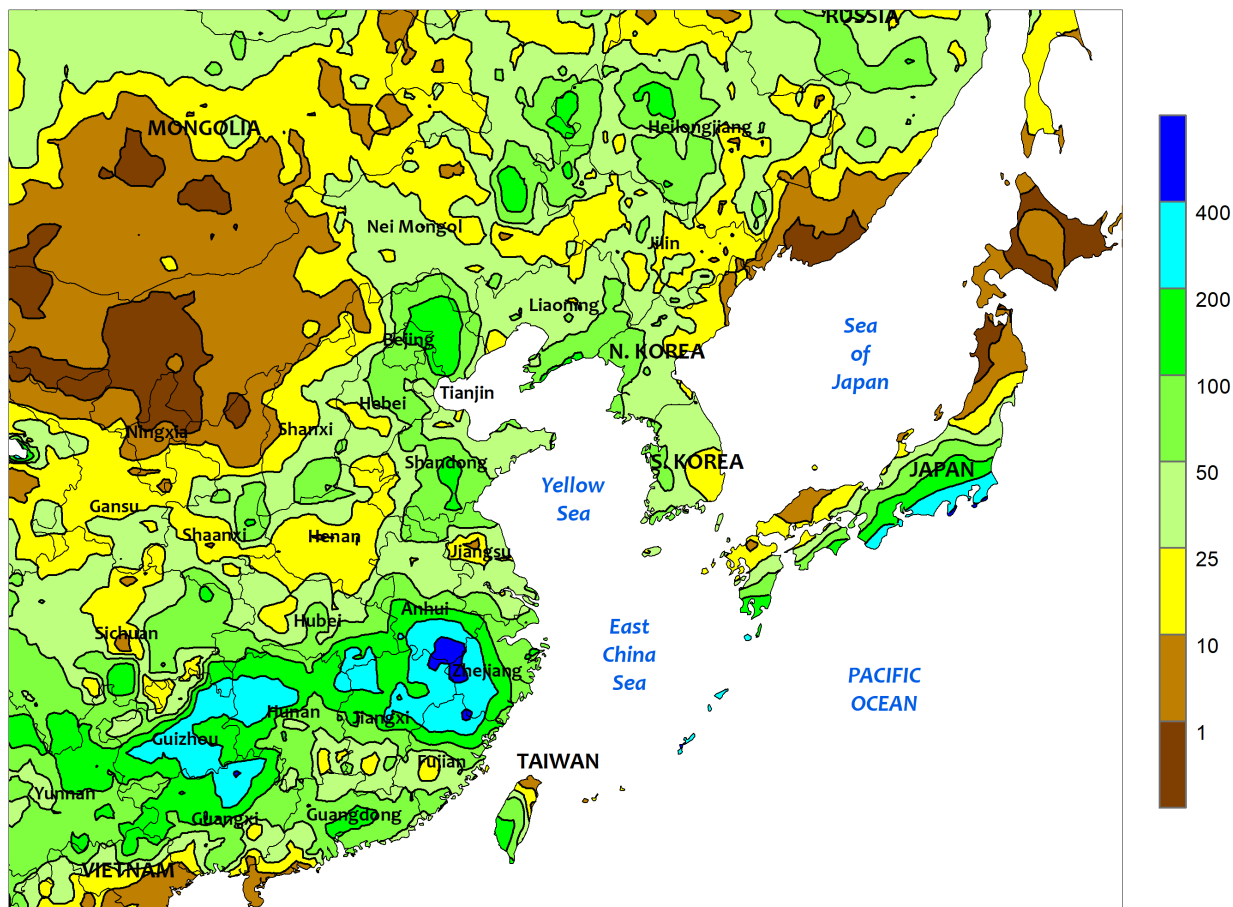 RUSSIA
MONGOLIA
Heilongjiang
Nei Mongol
Jilin
Liaoning
Beijing
N. KOREA
Sea
of
Japan
Tianjin
Hebei
Shanxi
Ningxia
Shandong
S. KOREA
JAPAN
Yellow
Sea
Gansu
Shaanxi
Henan
Jiangsu
Anhui
Hubei
Sichuan
East
China
Sea
Zhejiang
PACIFIC
OCEAN
Hunan
Jiangxi
Guizhou
Fujian
TAIWAN
Yunnan
Guangxi
Guangdong
VIETNAM
400
200
100
50
25
10
1